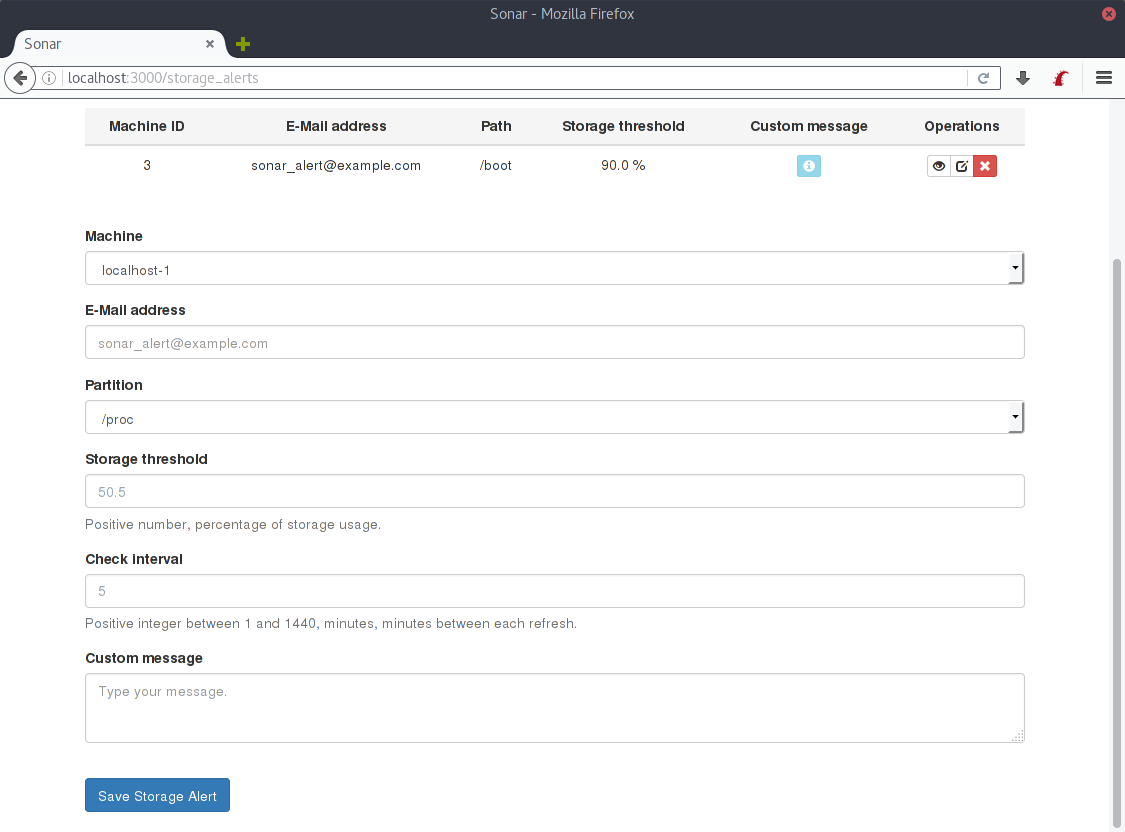 Sonar - Mozilla Firefox
Sonar
localhost:3000/storage_alerts
Machine ID E-Mail address Path Storage threshold Custom message Operations
3 sonar_alert@example.com /boot 90.0 %
Machine
localhost-1
E-Mail address
sonar_alert@example.com
Partition
/proc
Storage threshold
50.5
Positive number, percentage of storage usage.
Check interval
5
Positive integer between 1 and 1440, minutes, minutes between each refresh.
Custom message
Type your message.
Save Storage Alert